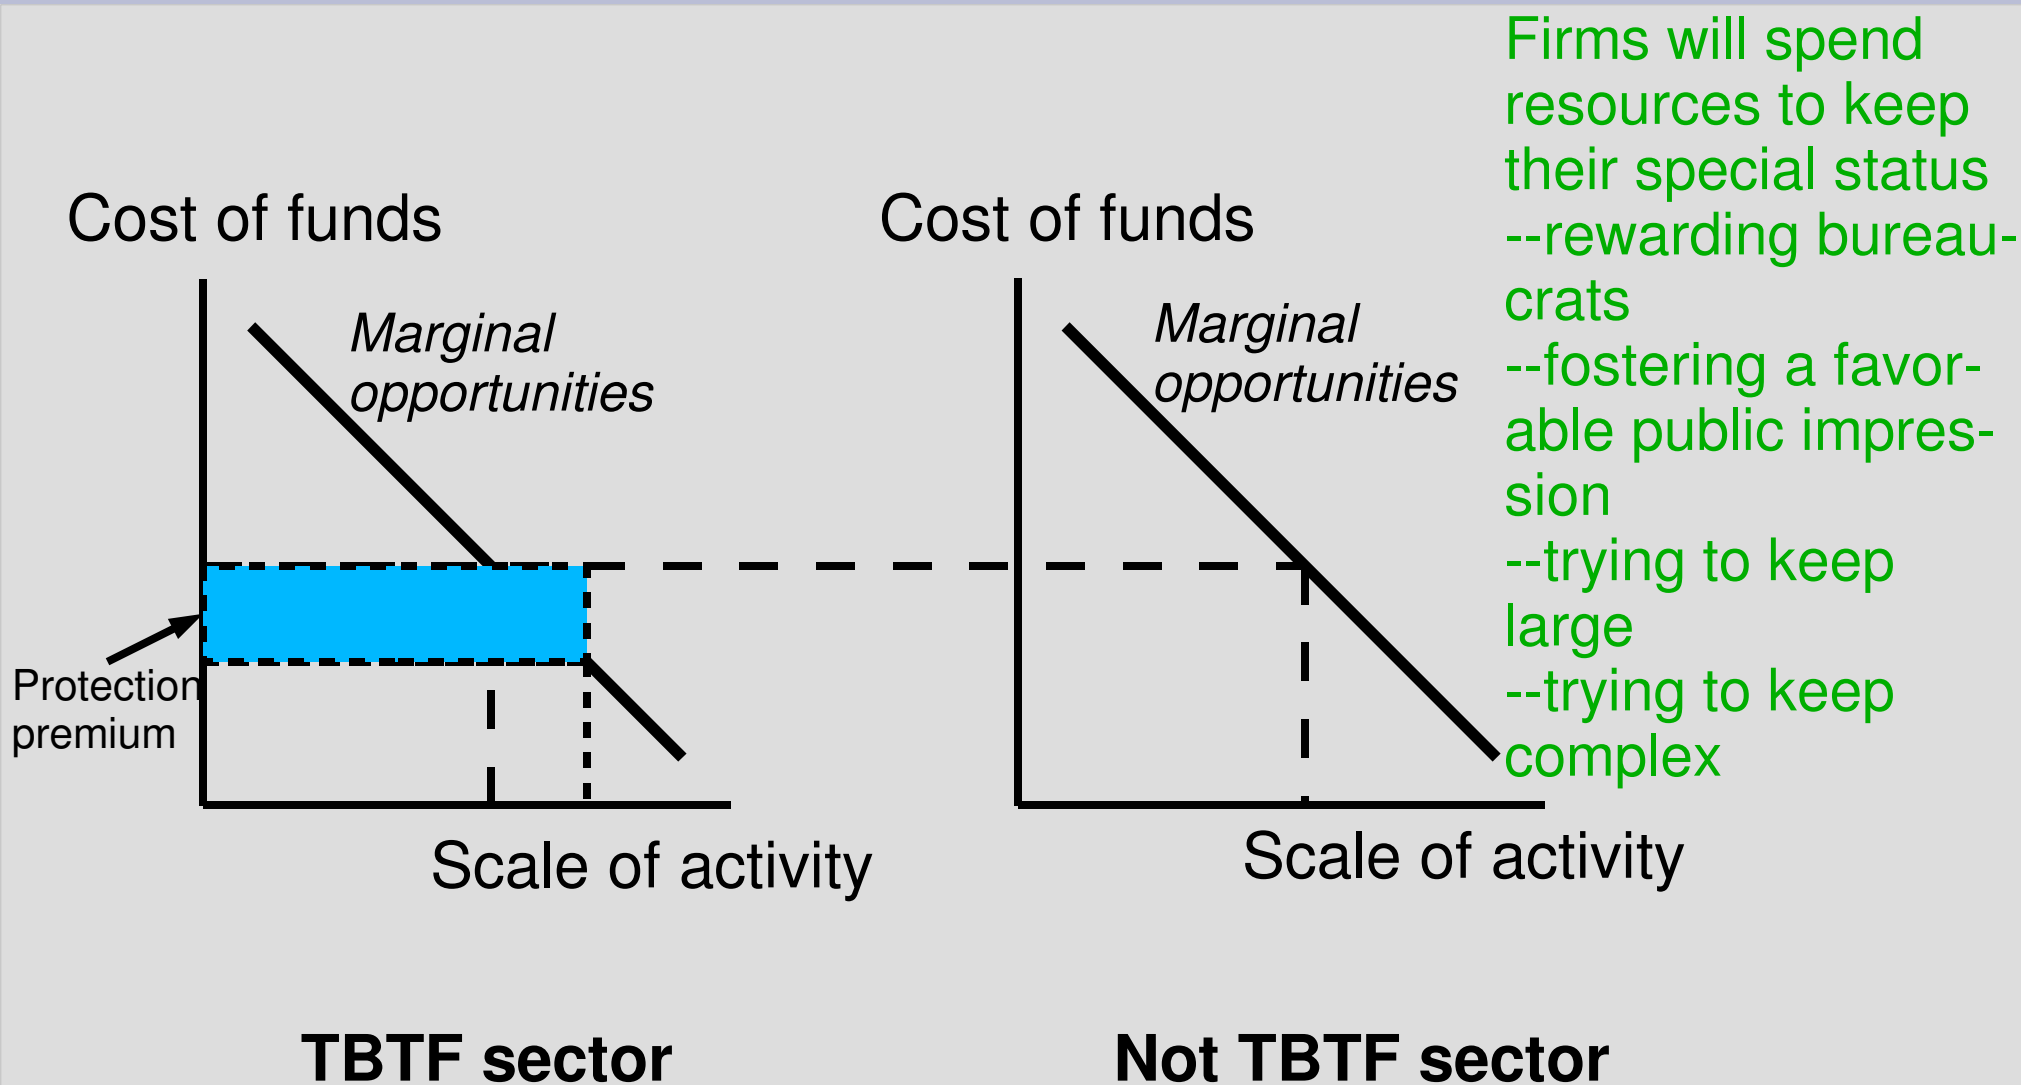 Firms will spend
resources to keep
their special status
--rewarding bureau-
crats
--fostering a favor-
able public impres-
sion
--trying to keep
large
--trying to keep
complex
Cost of funds
Marginal
opportunities
Protection
premium
Scale of activity
TBTF sector
Cost of funds
Marginal
opportunities
Scale of activity
Not TBTF sector